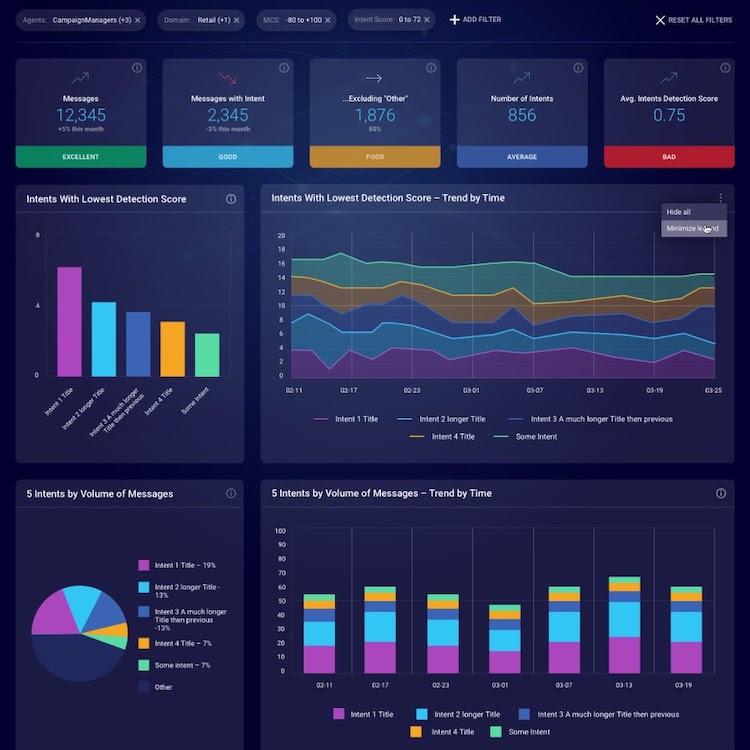 Agents: CampaignManagers (+3) ✕ Domain: Retail (+1) ✕ MCS: -80 to +100 ✕ Intent Score: 0 to 72 ✕ + ADD FILTER ✕ RESET ALL FILTERS
Messages
12,345
+5% this month
EXCELLENT
Messages with Intent
2,345
-3% this month
GOOD
...Excluding "Other"
1,876
88%
POOR
Number of Intents
856
AVERAGE
Avg. Intents Detection Score
0.75
BAD
Intents With Lowest Detection Score
8
4
0
Intent 1 Title
Intent 2 longer Title
Intent 3 A much longer
Title then previous
Intent 4 Title
Some Intent
Intents With Lowest Detection Score – Trend by Time
Hide all
Minimize
20
18
16
14
12
10
8
6
4
2
0
02-11 02-17 02-23 03-01 03-07 03-13 03-19 03-25
Intent 1 Title Intent 2 longer Title Intent 3 A much longer Title then previous
Intent 4 Title Some Intent
5 Intents by Volume of Messages
Intent 1 Title – 19%
Intent 2 longer Title -
13%
Intent 3 A much longer
Title then previous
-13%
Intent 4 Title – 7%
Some intent – 7%
Other
5 Intents by Volume of Messages – Trend by Time
100
90
80
70
60
50
40
30
20
10
0
02-11 02-17 02-23 03-01 03-07 03-13 03-19
Intent 1 Title Intent 2 longer Title Intent 3 A much longer Title then previous
Intent 4 Title Some Intent